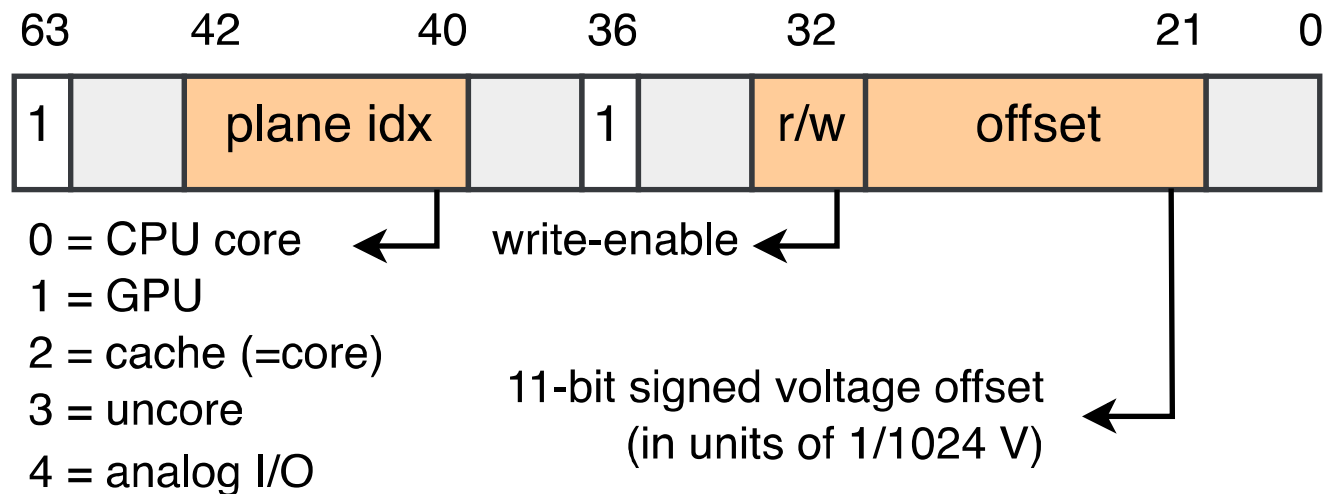 63 42 40 36 32 21 0
1 plane idx 1 r/w offset
0 = CPU core
write-enable
1 = GPU
2 = cache (=core)
3 = uncore
4 = analog I/O
11-bit signed voltage offset
(in units of 1/1024 V)